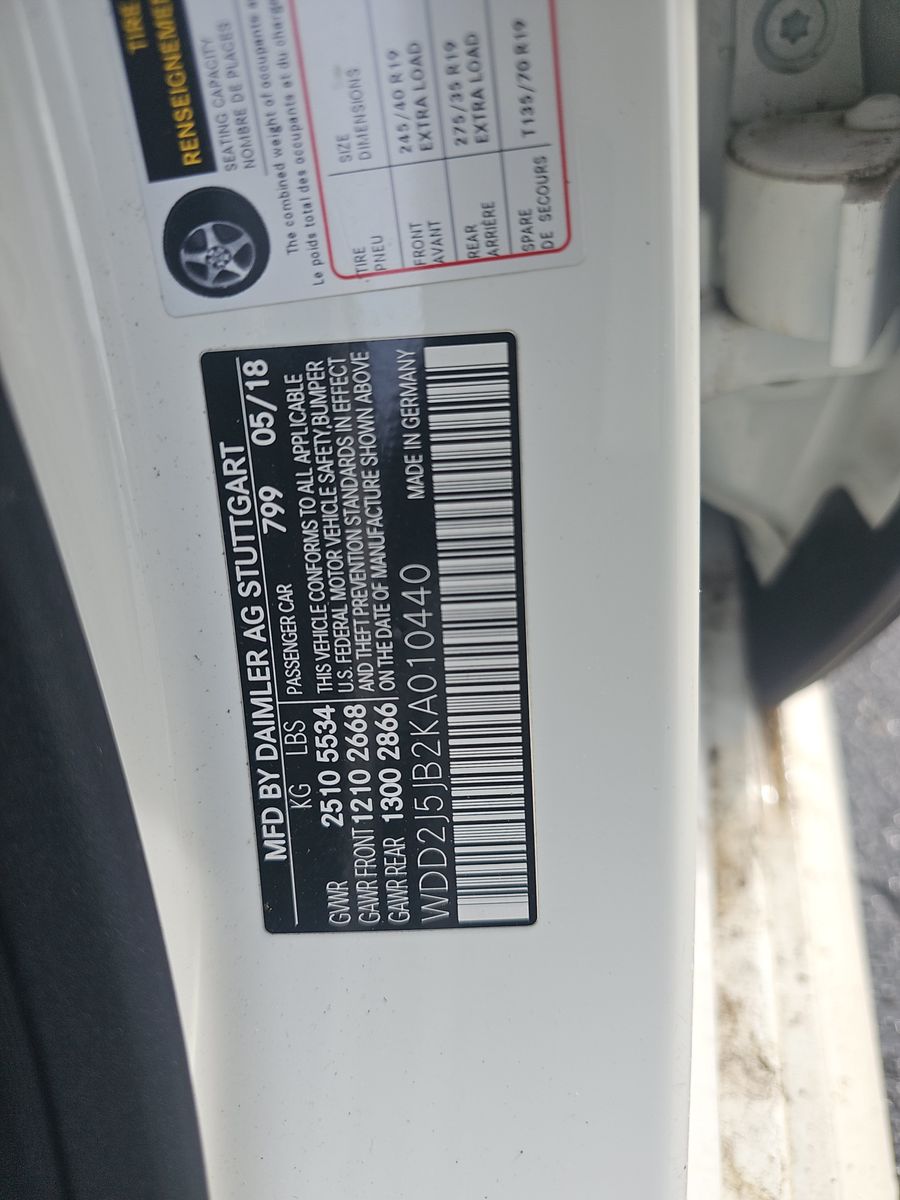 MFD BY DAIMLER AG STUTTGART
KG LBS 799 05/18
PASSENGER CAR
GVWR 2510 5534
GAWR FRONT 1210 2668
GAWR REAR 1300 2866
THIS VEHICLE CONFORMS TO ALL APPLICABLE
U.S. FEDERAL MOTOR VEHICLE SAFETY,BUMPER
AND THEFT PREVENTION STANDARDS IN EFFECT
ON THE DATE OF MANUFACTURE SHOWN ABOVE
WDD2J5JB2KA010440 MADE IN GERMANY
TIRE
SEATING CAPACITY
NOMBRE DE PLACES
The combined weight of occupants
Le poids total des occupants et du
TIRE SIZE
PNEU DIMENSIONS
FRONT 245/40 R19
AVANT EXTRA LOAD
REAR 275/35 R19
ARRIÈRE EXTRA LOAD
SPARE T135/70 R19
DE SECOURS